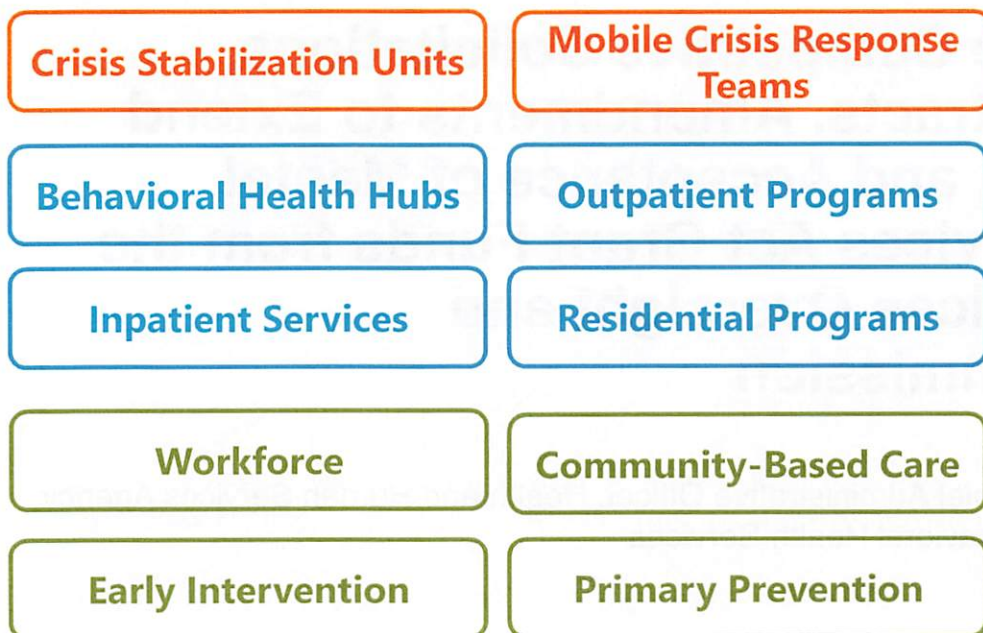 Crisis Stabilization Units
Mobile Crisis Response
Teams
Behavioral Health Hubs
Outpatient Programs
Inpatient Services
Residential Programs
Workforce
Community-Based Care
Early Intervention
Primary Prevention